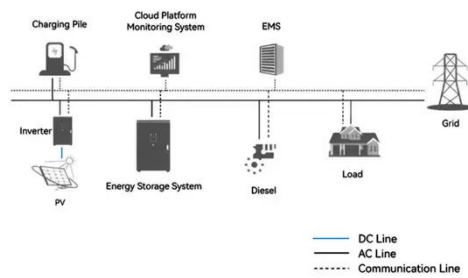 Charging Pile
Cloud Platform
Monitoring System
EMS
Grid
Inverter
PV
Energy Storage System
Diesel
Load
DC Line
AC Line
Communication Line